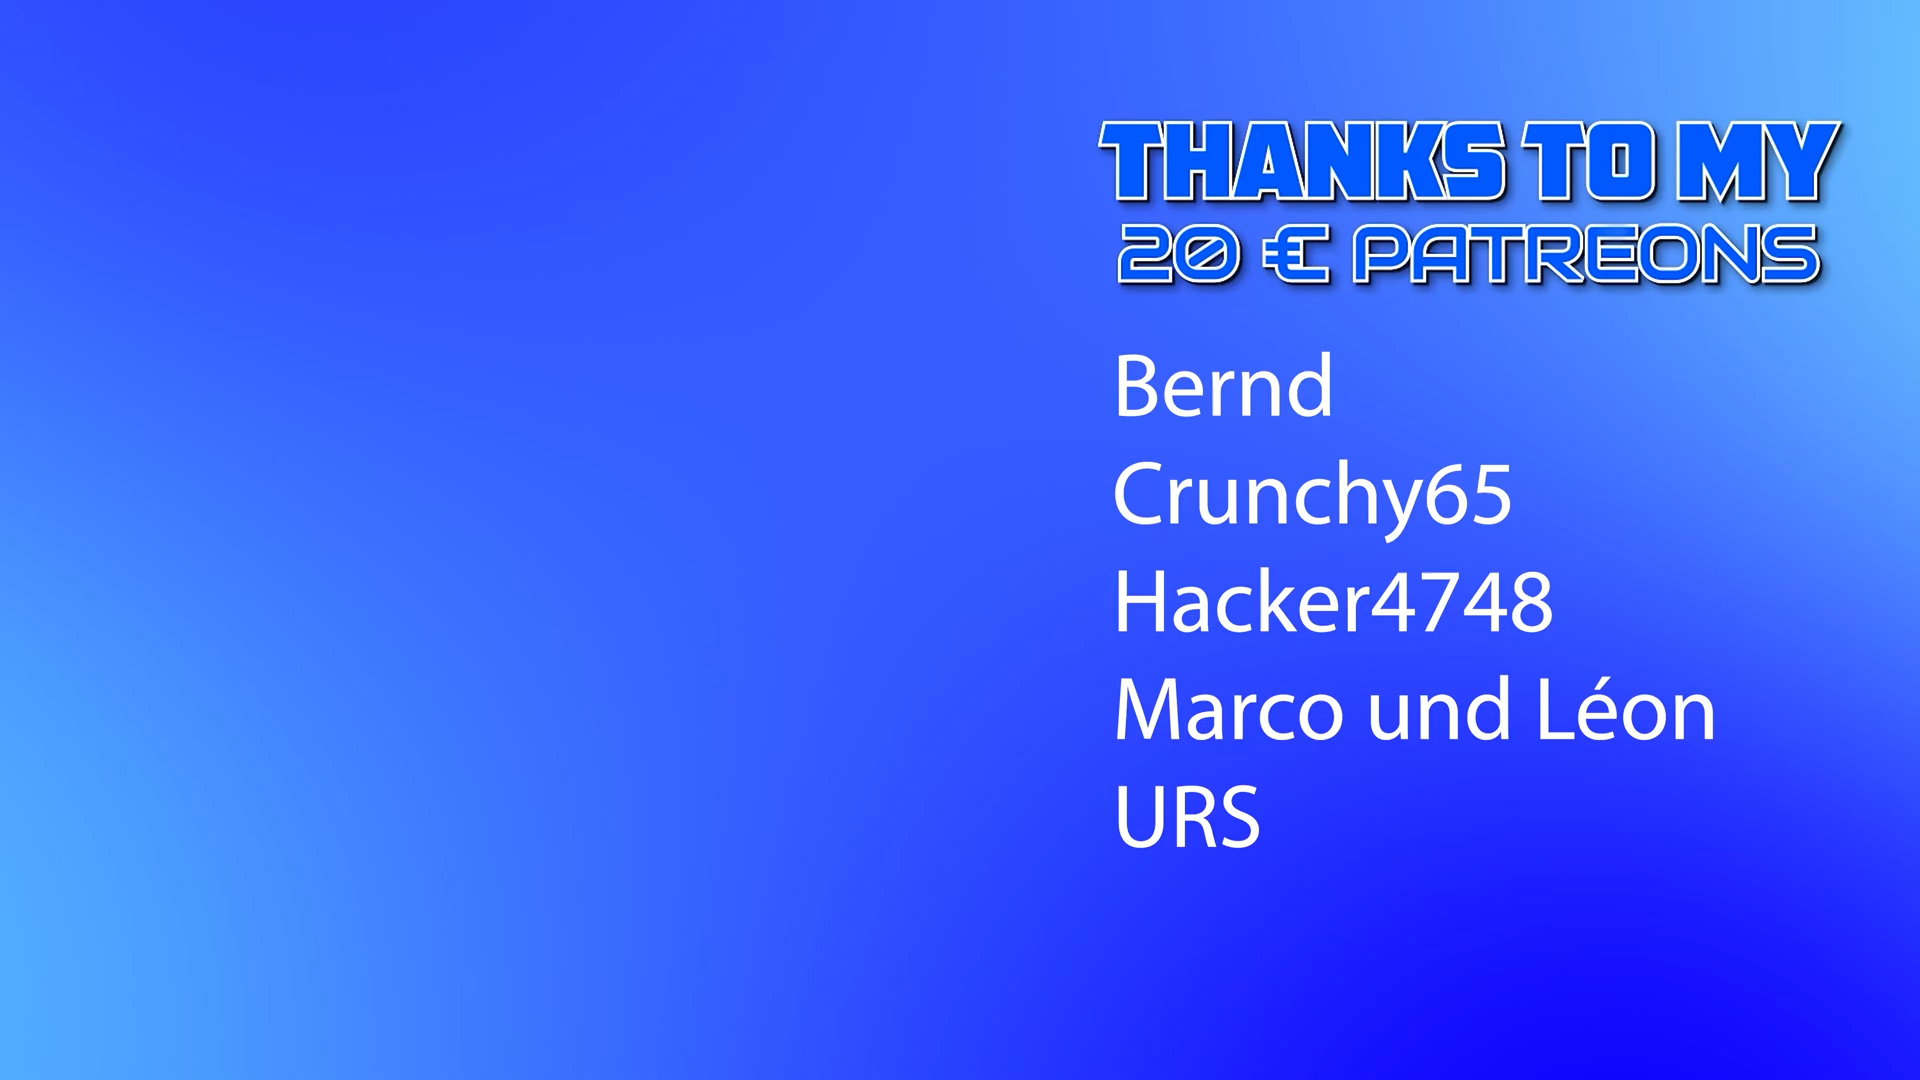 THANKS TO MY
20 € PATREONS
Bernd
Crunchy65
Hacker4748
Marco und Léon
URS